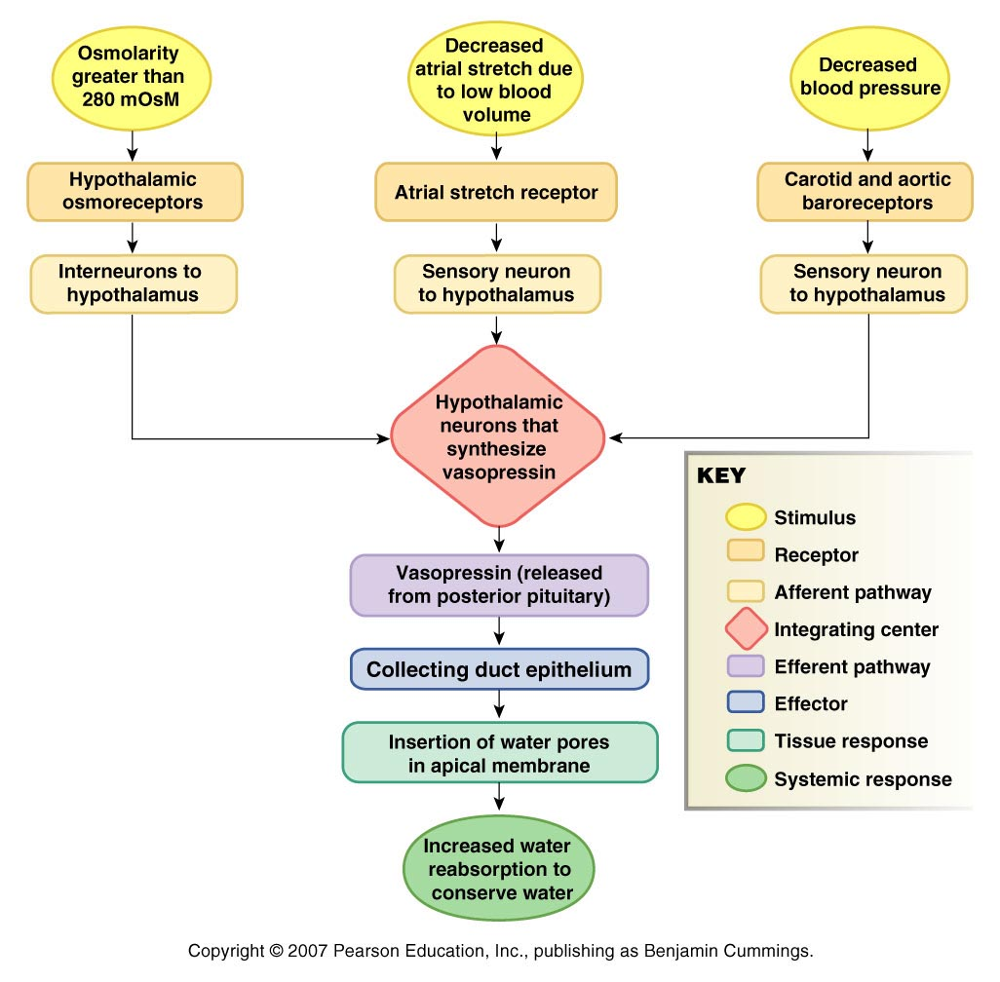 Osmolarity
greater than
280 mOsM
Decreased
atrial stretch due
to low blood
volume
Decreased
blood pressure
Hypothalamic
osmoreceptors
Atrial stretch receptor
Carotid and aortic
baroreceptors
Interneurons to
hypothalamus
Sensory neuron
to hypothalamus
Sensory neuron
to hypothalamus
Hypothalamic
neurons that
synthesize
vasopressin
Vasopressin (released
from posterior pituitary)
Collecting duct epithelium
Insertion of water pores
in apical membrane
Increased water
reabsorption to
conserve water
KEY
Stimulus
Receptor
Afferent pathway
Integrating center
Efferent pathway
Effector
Tissue response
Systemic response
Copyright © 2007 Pearson Education, Inc., publishing as Benjamin Cummings.